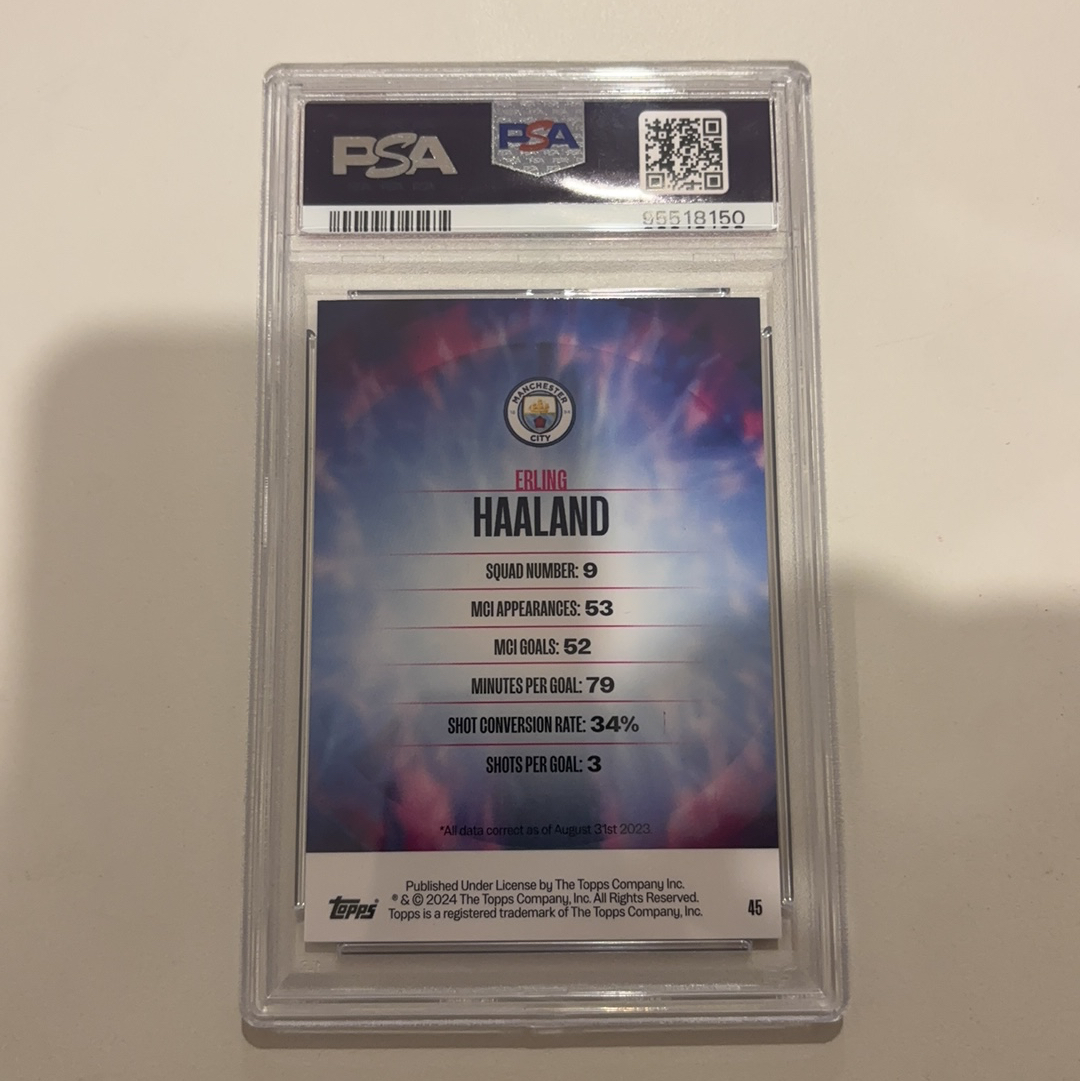 PSA
PSA
95518150
MANCHESTER
CITY
ERLING
HAALAND
SQUAD NUMBER: 9
MCI APPEARANCES: 53
MCI GOALS: 52
MINUTES PER GOAL: 79
SHOT CONVERSION RATE: 34%
SHOTS PER GOAL: 3
*All data correct as of August 31st 2023.
Published Under License by The Topps Company Inc.
® & © 2024 The Topps Company, Inc. All Rights Reserved.
Topps is a registered trademark of The Topps Company, Inc.
Topps®
45